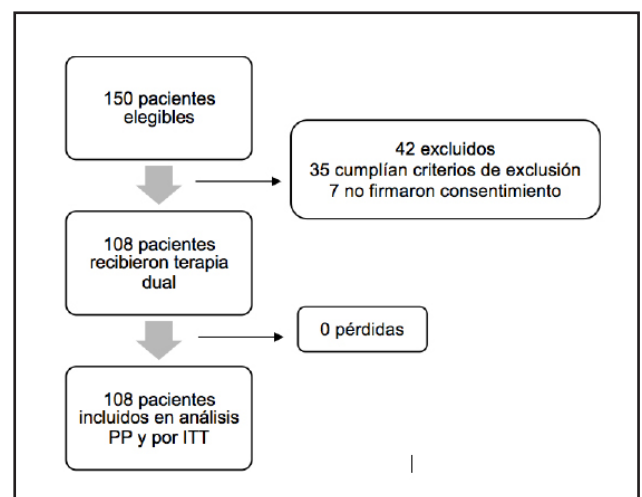 150 pacientes
elegibles
42 excluidos
35 cumplían criterios de exclusión
7 no firmaron consentimiento
108 pacientes
recibieron terapia
dual
0 pérdidas
108 pacientes
incluidos en análisis
PP y por ITT